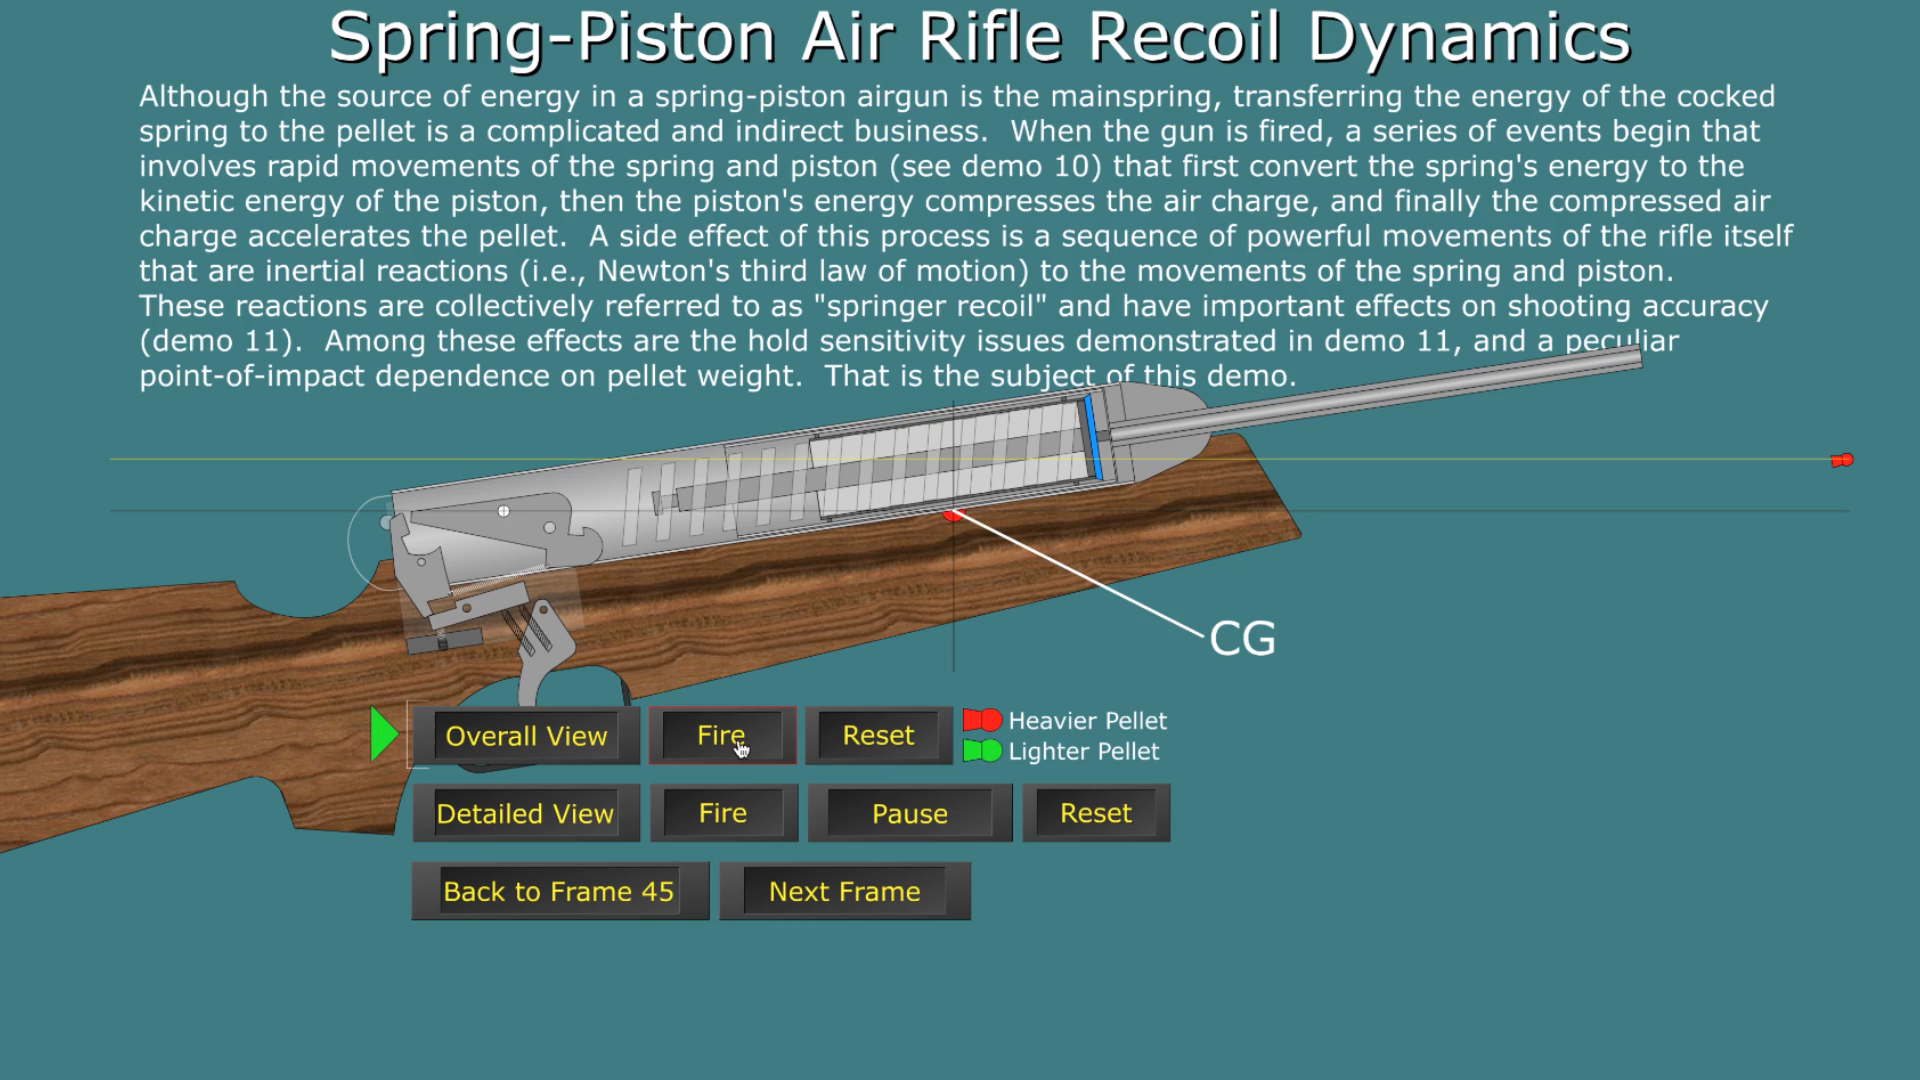 Spring-Piston Air Rifle Recoil Dynamics
Although the source of energy in a spring-piston airgun is the mainspring, transferring the energy of the cocked
spring to the pellet is a complicated and indirect business.  When the gun is fired, a series of events begin that
involves rapid movements of the spring and piston (see demo 10) that first convert the spring's energy to the
kinetic energy of the piston, then the piston's energy compresses the air charge, and finally the compressed air
charge accelerates the pellet.  A side effect of this process is a sequence of powerful movements of the rifle itself
that are inertial reactions (i.e., Newton's third law of motion) to the movements of the spring and piston.
These reactions are collectively referred to as "springer recoil" and have important effects on shooting accuracy
(demo 11).  Among these effects are the hold sensitivity issues demonstrated in demo 11, and a peculiar
point-of-impact dependence on pellet weight.  That is the subject of this demo.
CG
Overall View
Fire
Reset
Heavier Pellet
Lighter Pellet
Detailed View
Fire
Pause
Reset
Back to Frame 45
Next Frame